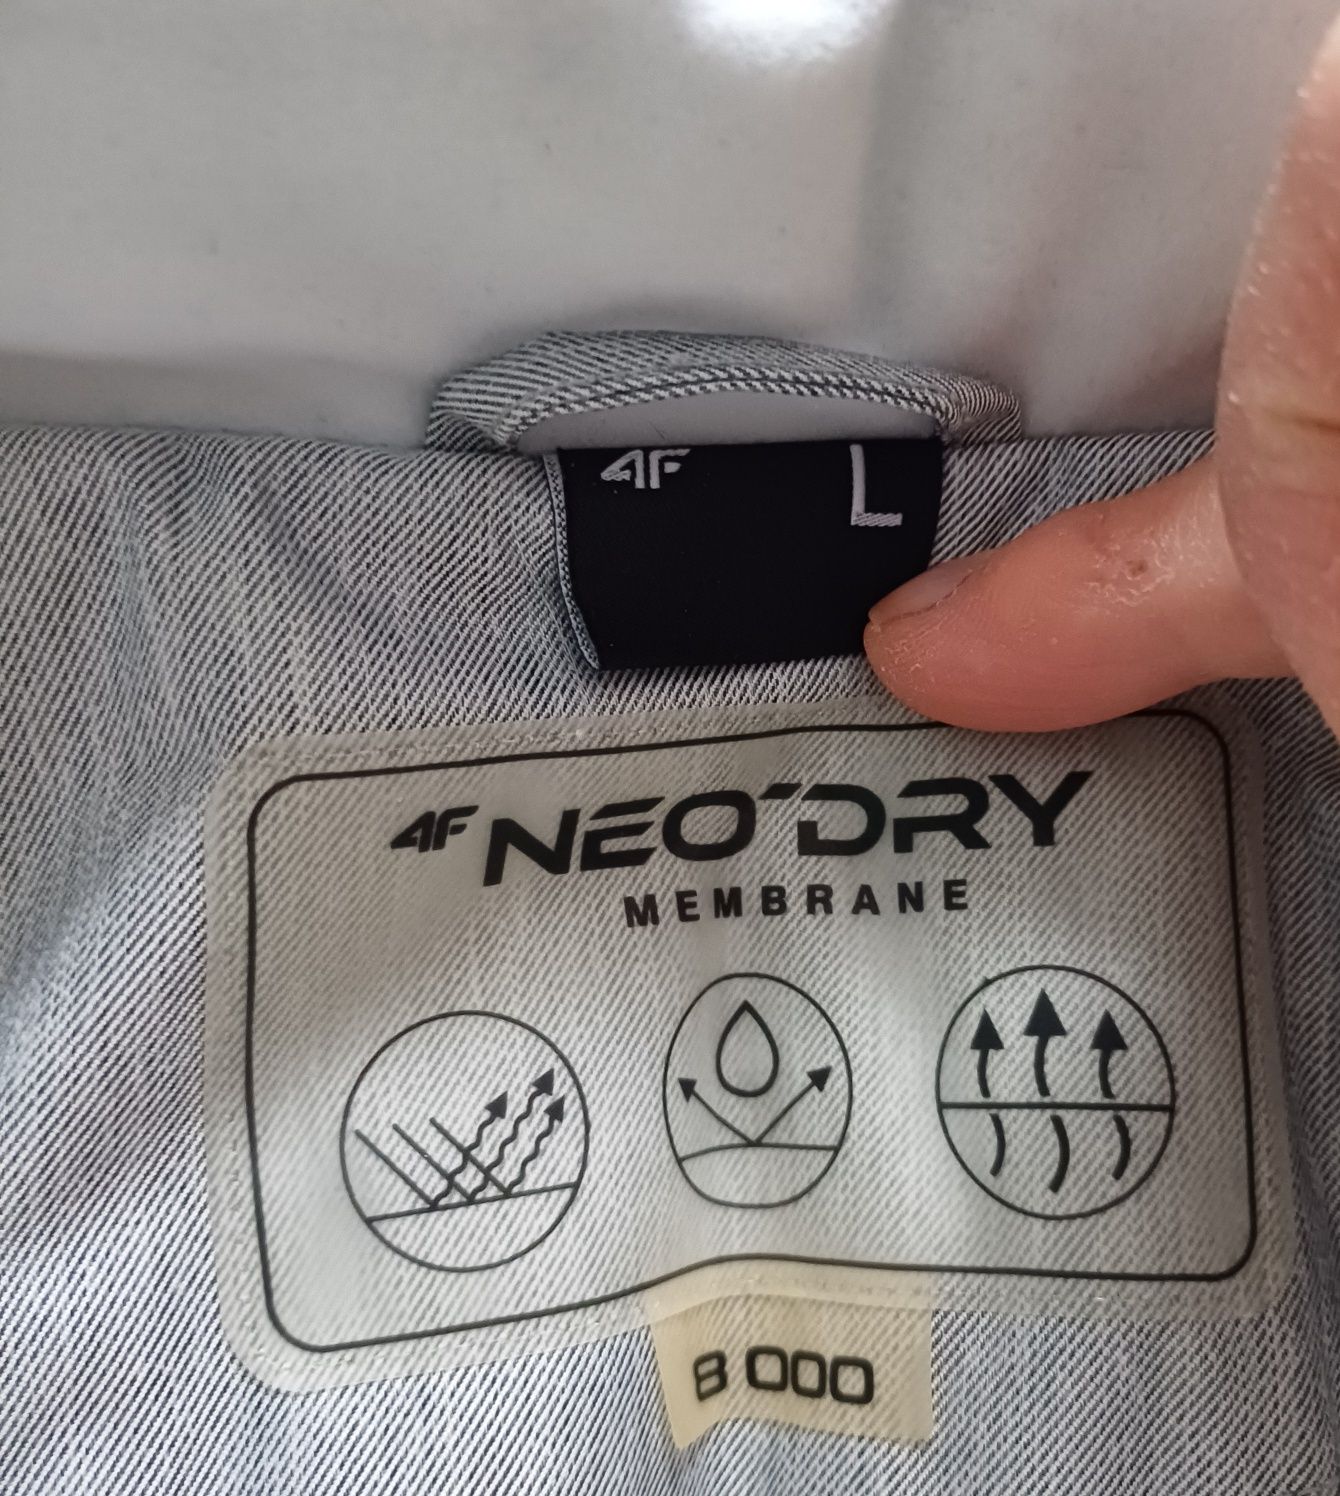 4F L
4F NEO DRY
MEMBRANE
8 000